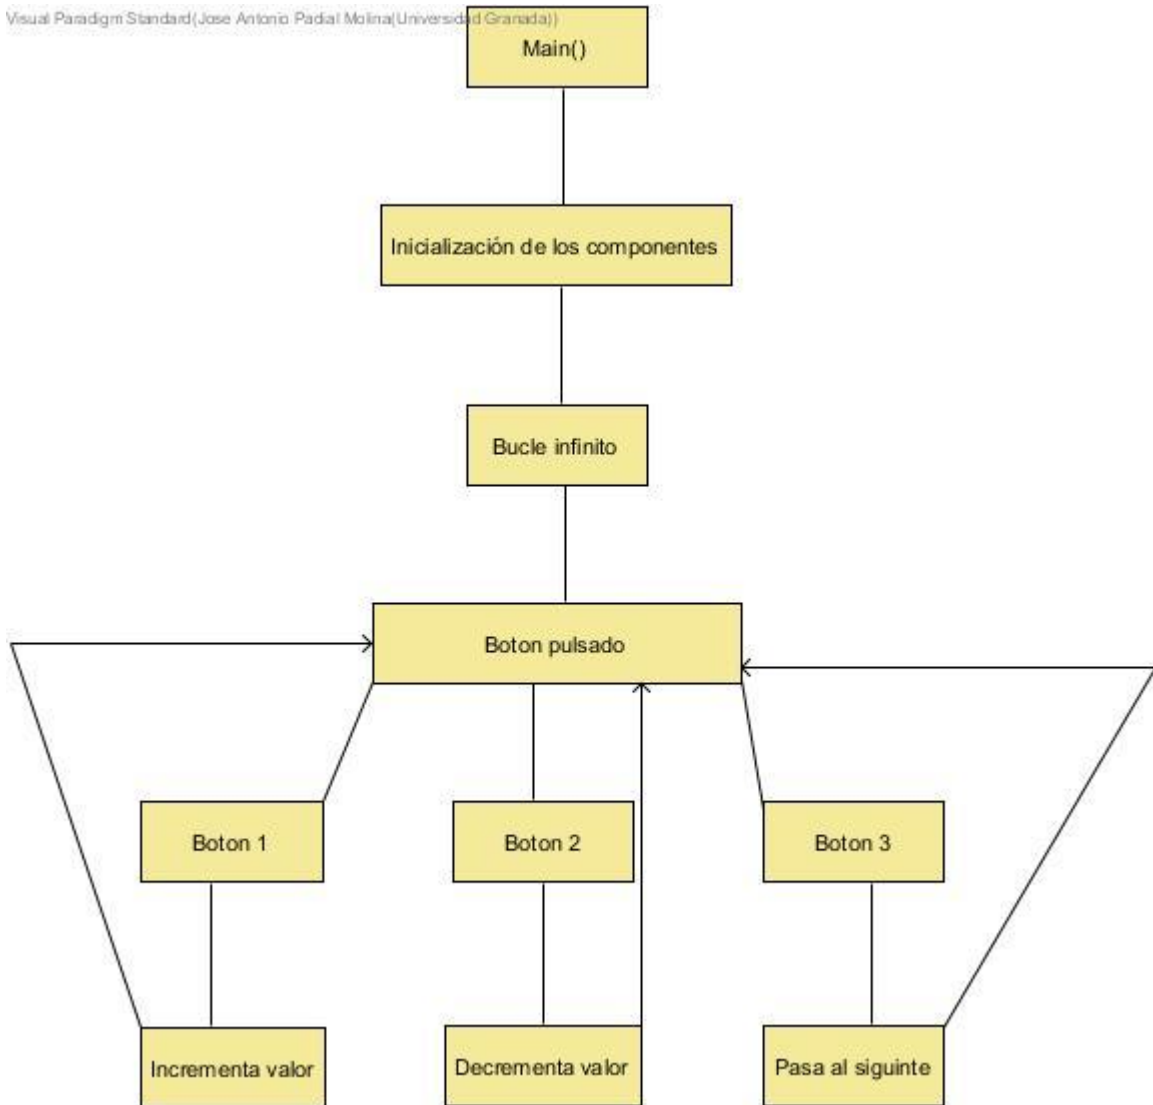 Visual Paradigm Standard(Jose Antonio Padial Molina(Universidad Granada))
Main()
Inicialización de los componentes
Bucle infinito
Boton pulsado
Boton 1
Boton 2
Boton 3
Incrementa valor
Decrementa valor
Pasa al siguinte